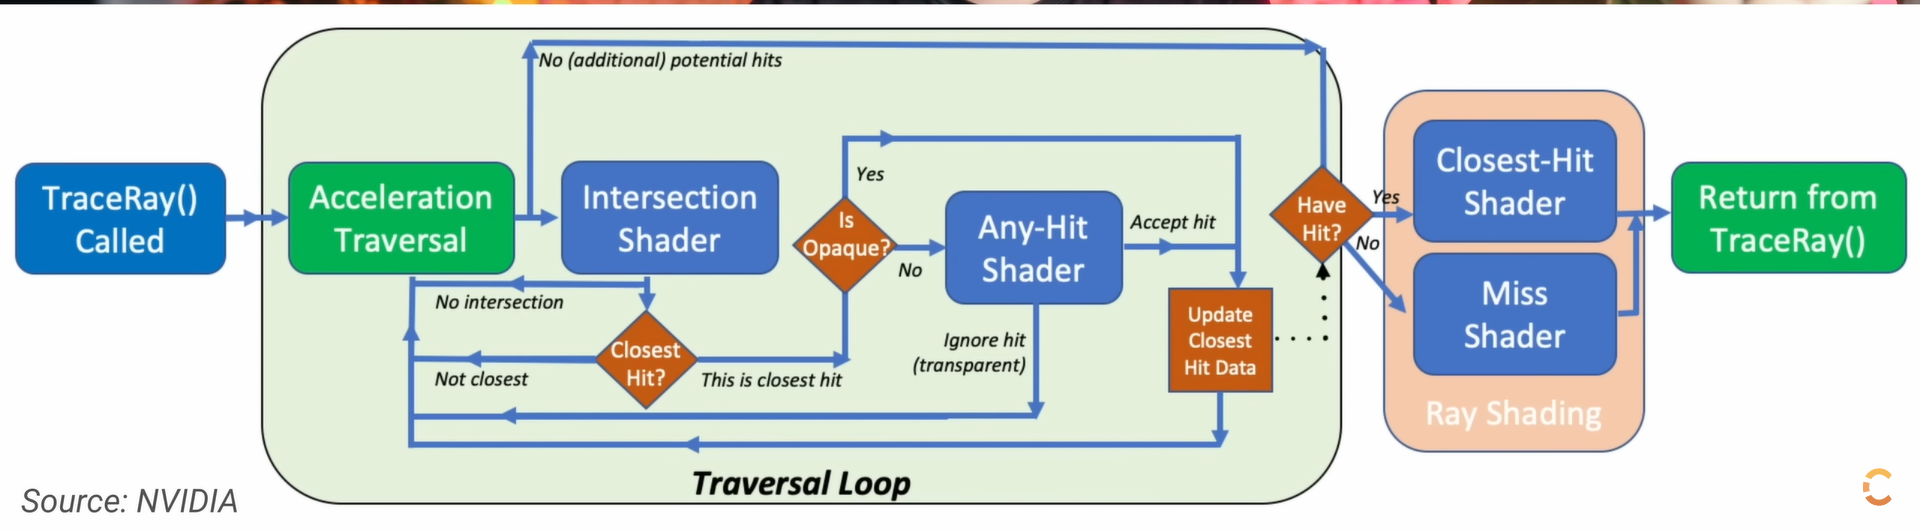 No (additional) potential hits
TraceRay()
Called
Acceleration
Traversal
Intersection
Shader
No intersection
Closest
Hit?
Not closest
This is closest hit
Yes
Is
Opaque?
No
Any-Hit
Shader
Accept hit
Ignore hit
(transparent)
Update
Closest
Hit Data
Have
Hit?
Yes
No
Closest-Hit
Shader
Miss
Shader
Ray Shading
Return from
TraceRay()
Traversal Loop
Source: NVIDIA